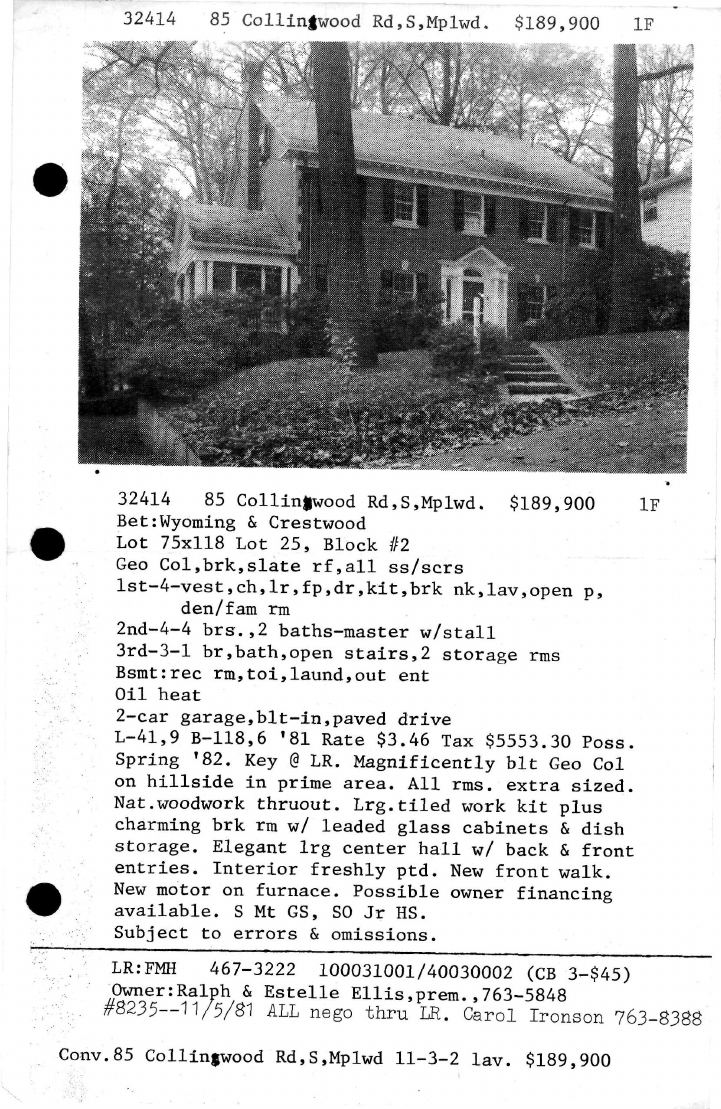 32414 85 Collingwood Rd,S,Mplwd. $189,900 1F
32414 85 Collingwood Rd,S,Mplwd. $189,900 1F
Bet:Wyoming & Crestwood
Lot 75x118 Lot 25, Block #2
Geo Col,brk,slate rf,all ss/scrs
1st-4-vest,ch,lr,fp,dr,kit,brk nk,lav,open p,
den/fam rm
2nd-4-4 brs.,2 baths-master w/stall
3rd-3-1 br,bath,open stairs,2 storage rms
Bsmt:rec rm,toi,laund,out ent
Oil heat
2-car garage,blt-in,paved drive
L-41,9 B-118,6 '81 Rate $3.46 Tax $5553.30 Poss.
Spring '82. Key @ LR. Magnificently blt Geo Col
on hillside in prime area. All rms. extra sized.
Nat.woodwork thruout. Lrg.tiled work kit plus
charming brk rm w/ leaded glass cabinets & dish
storage. Elegant lrg center hall w/ back & front
entries. Interior freshly ptd. New front walk.
New motor on furnace. Possible owner financing
available. S Mt GS, SO Jr HS.
Subject to errors & omissions.
LR:FMH 467-3222 100031001/40030002 (CB 3-$45)
Owner:Ralph & Estelle Ellis,prem.,763-5848
#8235--11/5/81 ALL nego thru LR. Carol Ironson 763-8388
Conv.85 Collingwood Rd,S,Mplwd 11-3-2 lav. $189,900